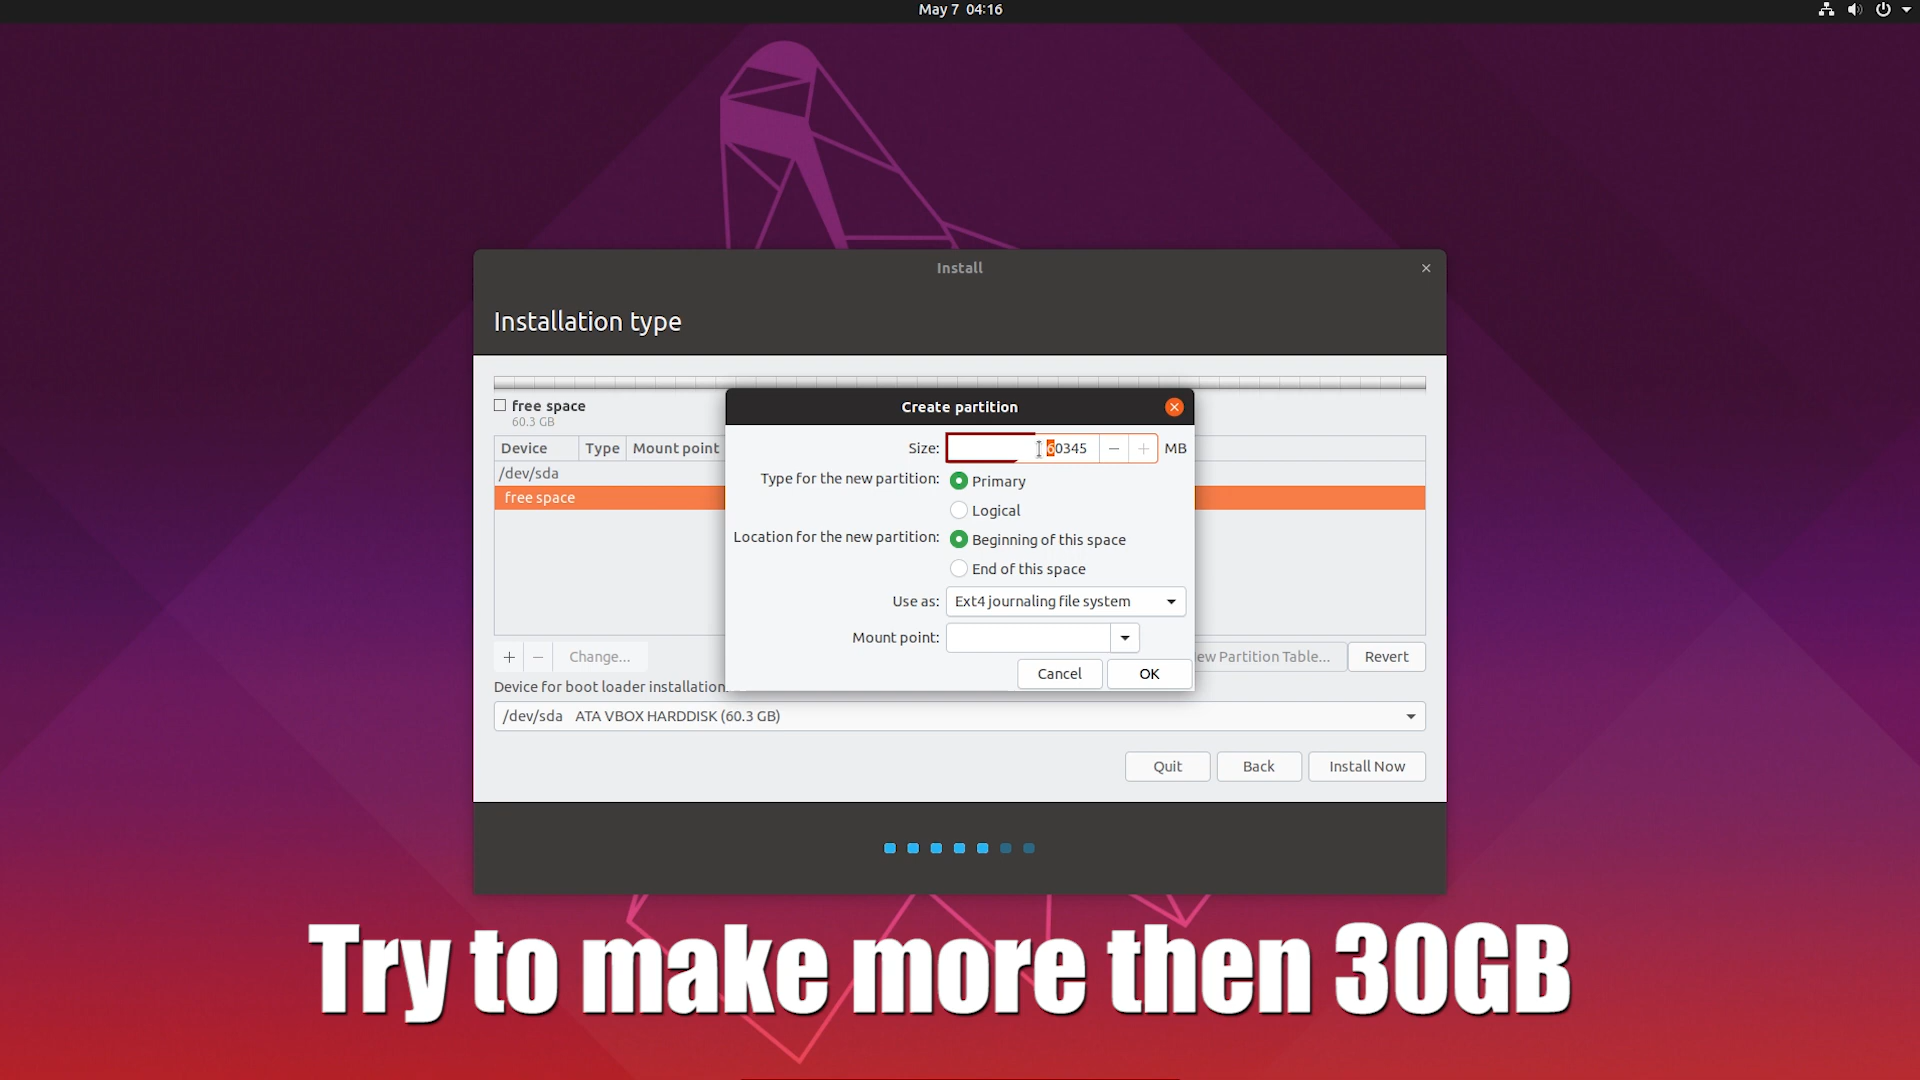 May 7 04:16
Install
Installation type
free space
60.3 GB
Device Type Mount point
/dev/sda
free space
Create partition
Size: 60345 MB
Type for the new partition: Primary
Logical
Location for the new partition: Beginning of this space
End of this space
Use as: Ext4 journaling file system
Mount point:
Cancel OK
Change...
ew Partition Table... Revert
Device for boot loader installation:
/dev/sda ATA VBOX HARDDISK (60.3 GB)
Quit Back Install Now
Try to make more then 30GB